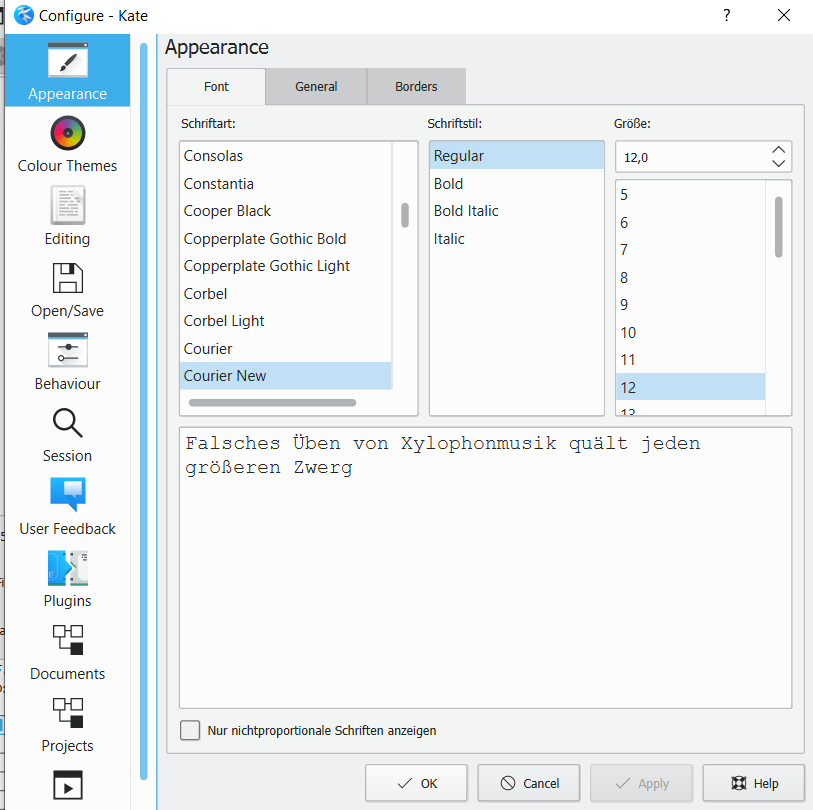 Configure - Kate
?
Appearance
Colour Themes
Editing
Open/Save
Behaviour
Session
User Feedback
Plugins
Documents
Projects
Appearance
Font
General
Borders
Schriftart:
Schriftstil:
Größe:
Consolas
Constantia
Cooper Black
Copperplate Gothic Bold
Copperplate Gothic Light
Corbel
Corbel Light
Courier
Courier New
Regular
Bold
Bold Italic
Italic
12,0
5
6
7
8
9
10
11
12
13
Falsches Üben von Xylophonmusik quält jeden
größeren Zwerg
Nur nichtproportionale Schriften anzeigen
OK
Cancel
Apply
Help